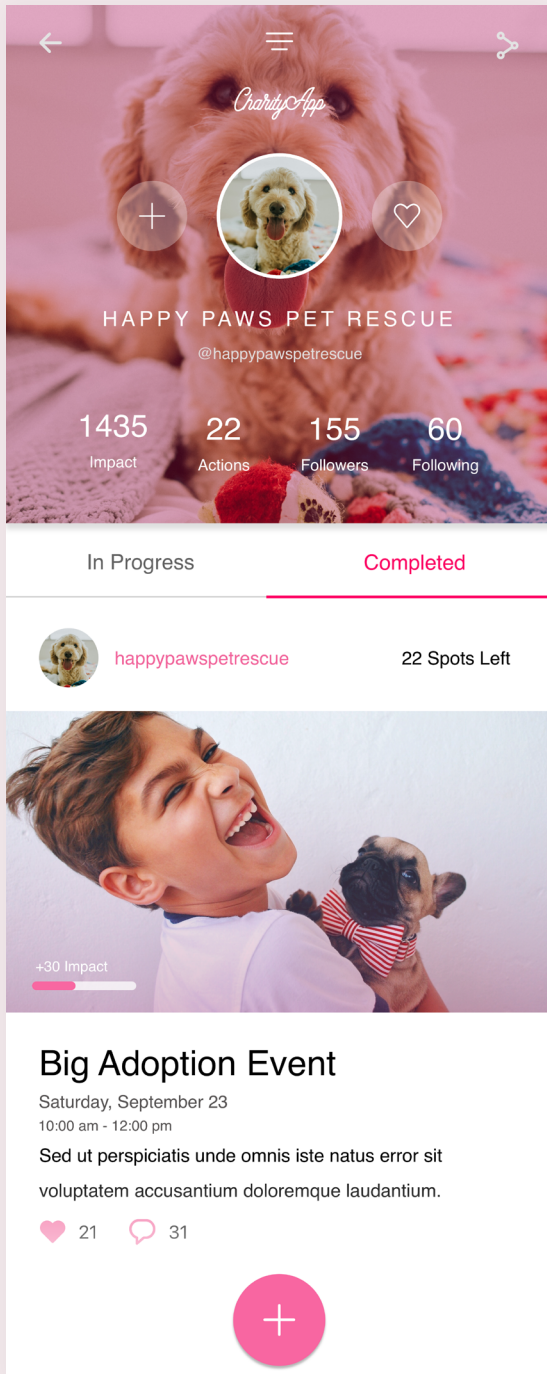 CharityApp
HAPPY PAWS PET RESCUE
@happypawspetrescue
1435 22 155 60
Impact Actions Followers Following
In Progress Completed
happypawspetrescue 22 Spots Left
+30 Impact
Big Adoption Event
Saturday, September 23
10:00 am - 12:00 pm
Sed ut perspiciatis unde omnis iste natus error sit
voluptatem accusantium doloremque laudantium.
21 31